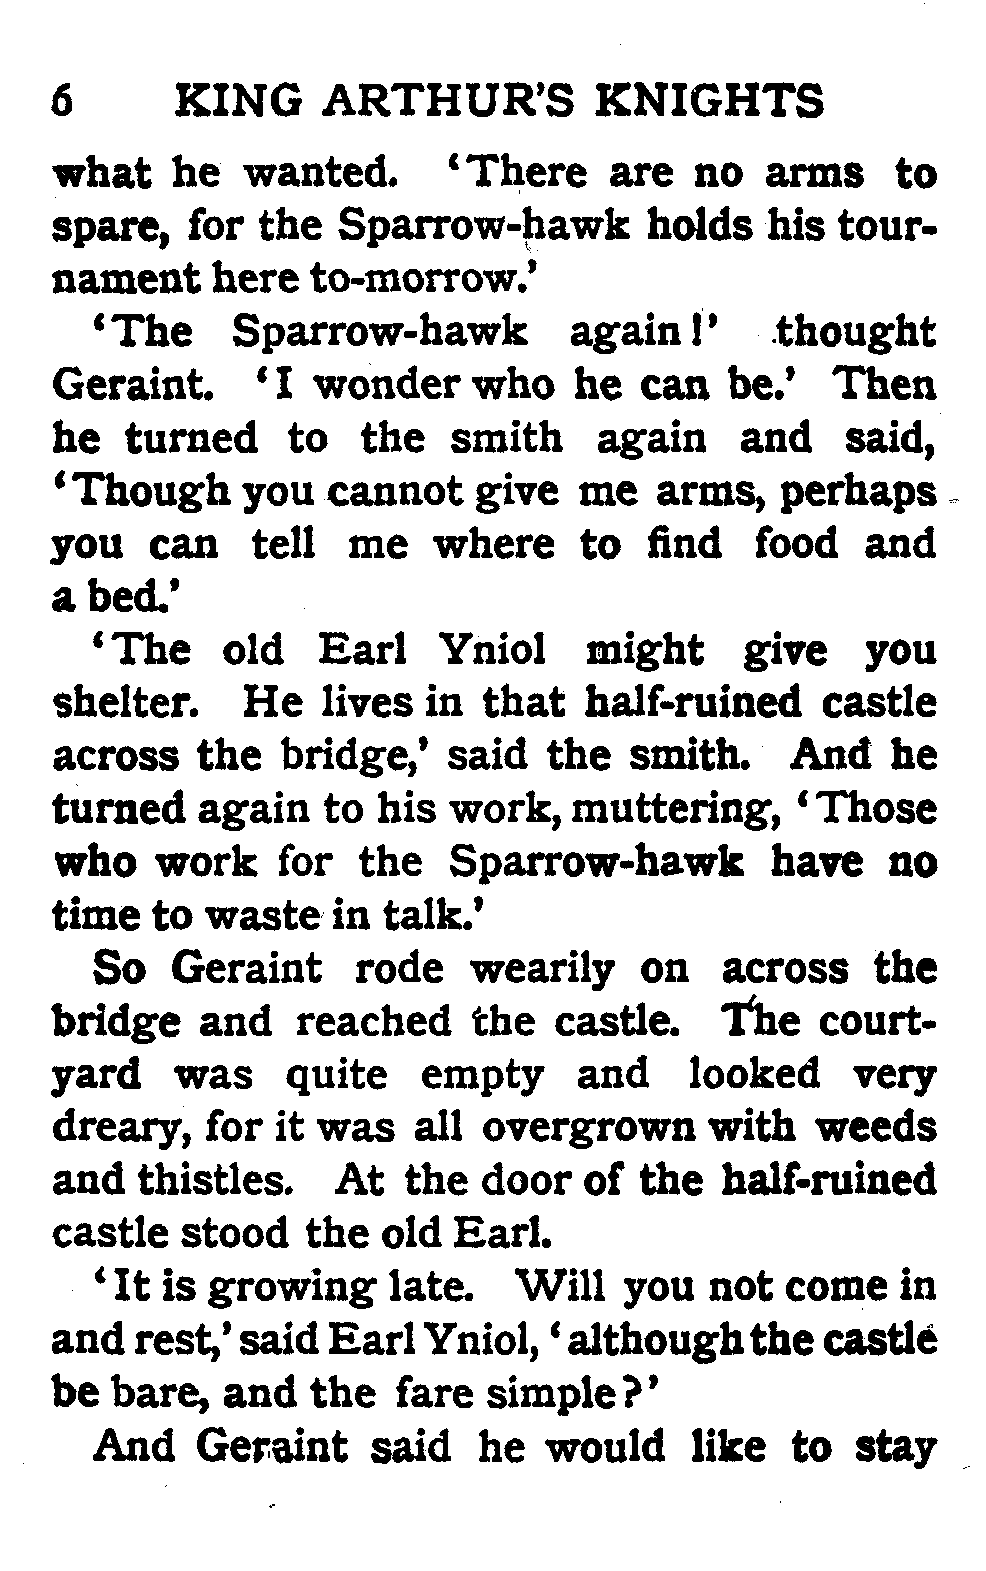 6 KING ARTHUR'S KNIGHTS
what he wanted. ‘There are no arms to
spare, for the Sparrow-hawk holds his tour-
nament here to-morrow.’
‘The Sparrow-hawk again!’ thought
Geraint. ‘I wonder who he can be.’ Then
he turned to the smith again and said,
‘Though you cannot give me arms, perhaps
you can tell me where to find food and
a bed.’
‘The old Earl Yniol might give you
shelter. He lives in that half-ruined castle
across the bridge,’ said the smith. And he
turned again to his work, muttering, ‘Those
who work for the Sparrow-hawk have no
time to waste in talk.’
So Geraint rode wearily on across the
bridge and reached the castle. The court-
yard was quite empty and looked very
dreary, for it was all overgrown with weeds
and thistles. At the door of the half-ruined
castle stood the old Earl.
‘It is growing late. Will you not come in
and rest,’ said Earl Yniol, ‘although the castle
be bare, and the fare simple?’
And Geraint said he would like to stay